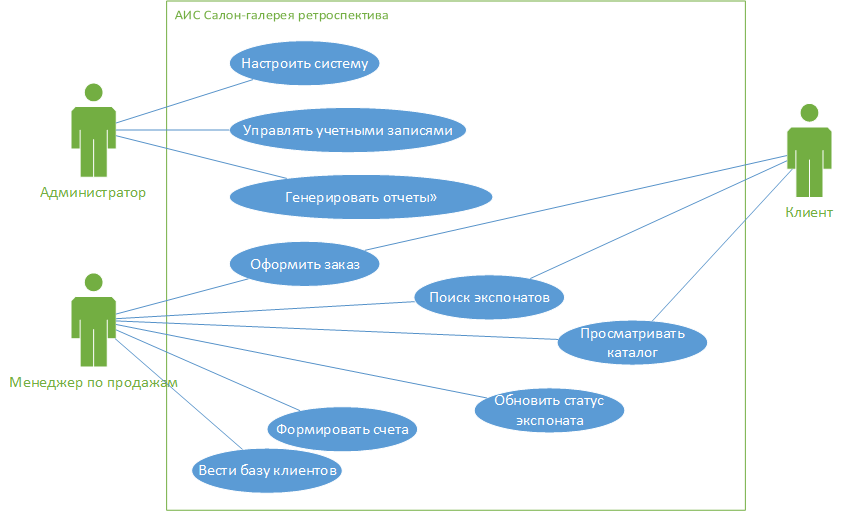 АИС Салон-галерея ретроспектива
Настроить систему
Управлять учетными записями
Администратор
Генерировать отчеты»
Клиент
Оформить заказ
Поиск экспонатов
Просматривать
каталог
Менеджер по продажам
Обновить статус
экспоната
Формировать счета
Вести базу клиентов